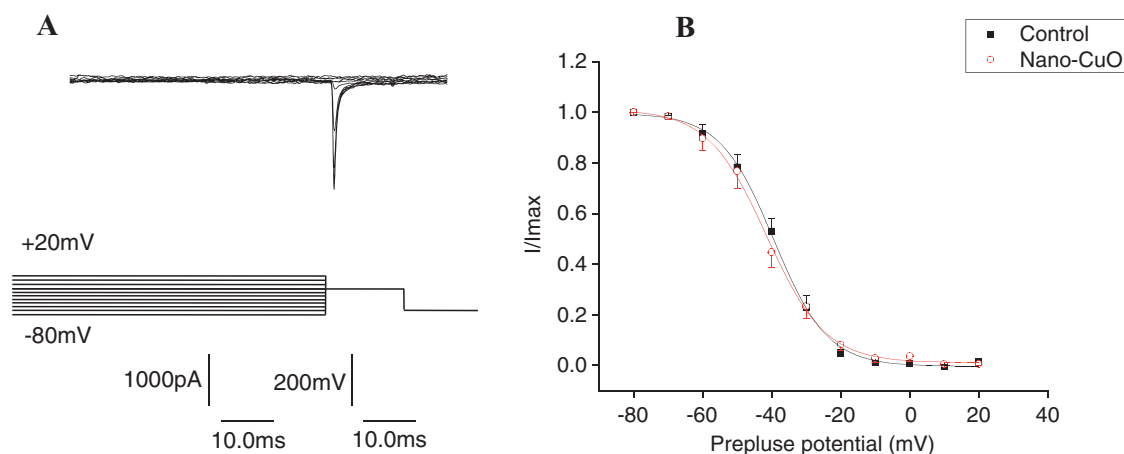 A
+20mV
-80mV
1000pA
200mV
10.0ms
10.0ms
B
Control
Nano-CuO
I/Imax
1.2
1.0
0.8
0.6
0.4
0.2
0.0
-80
-60
-40
-20
0
20
40
Prepluse potential (mV)